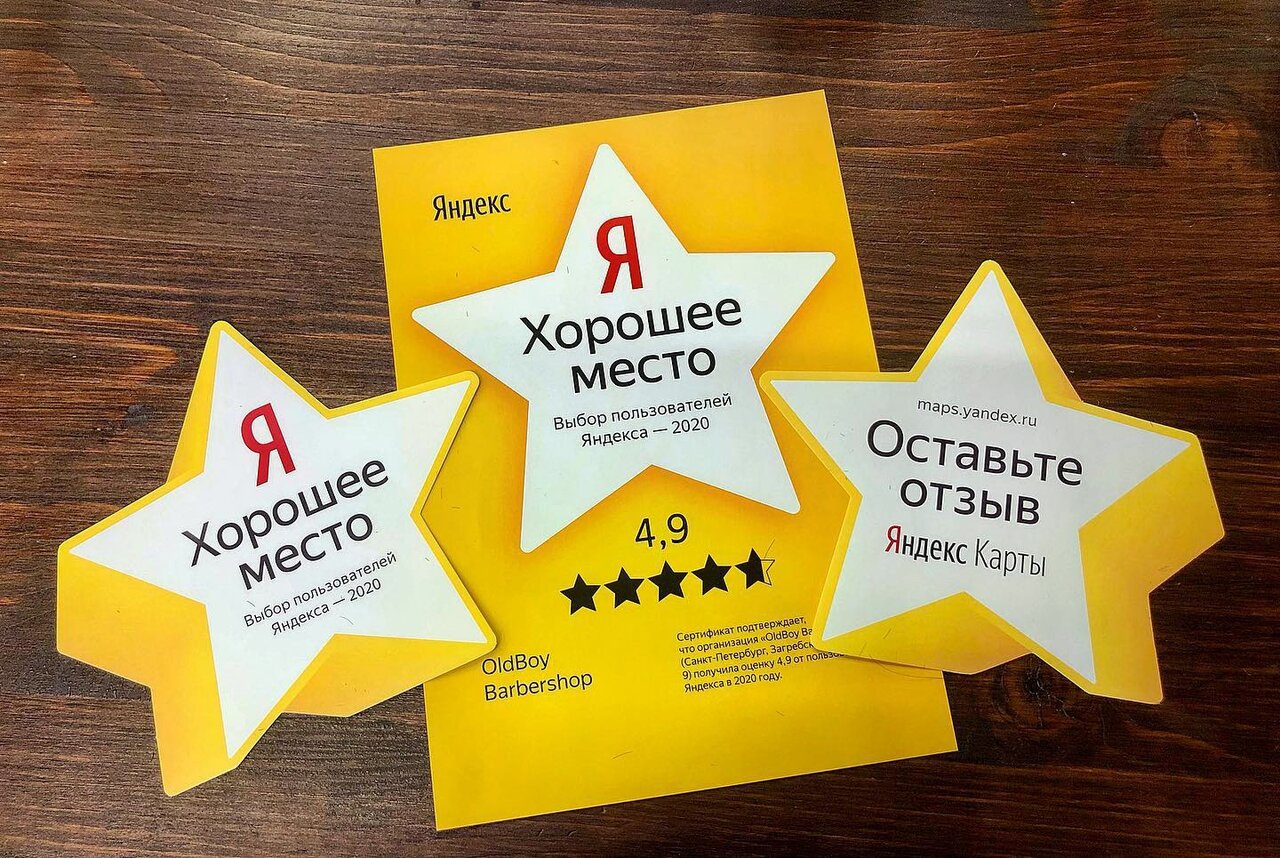 Яндекс
Я
Хорошее
место
Выбор пользователей
Яндекса — 2020
4,9
OldBoy
Barbershop
Сертификат подтверждает,
что организация «OldBoy
(Санкт-Петербург,
9) получила оценку 4,9 от
Яндекса в 2020 году.
Я
Хорошее
место
Выбор пользователей
Яндекса — 2020
maps.yandex.ru
Оставьте
отзыв
Яндекс Карты